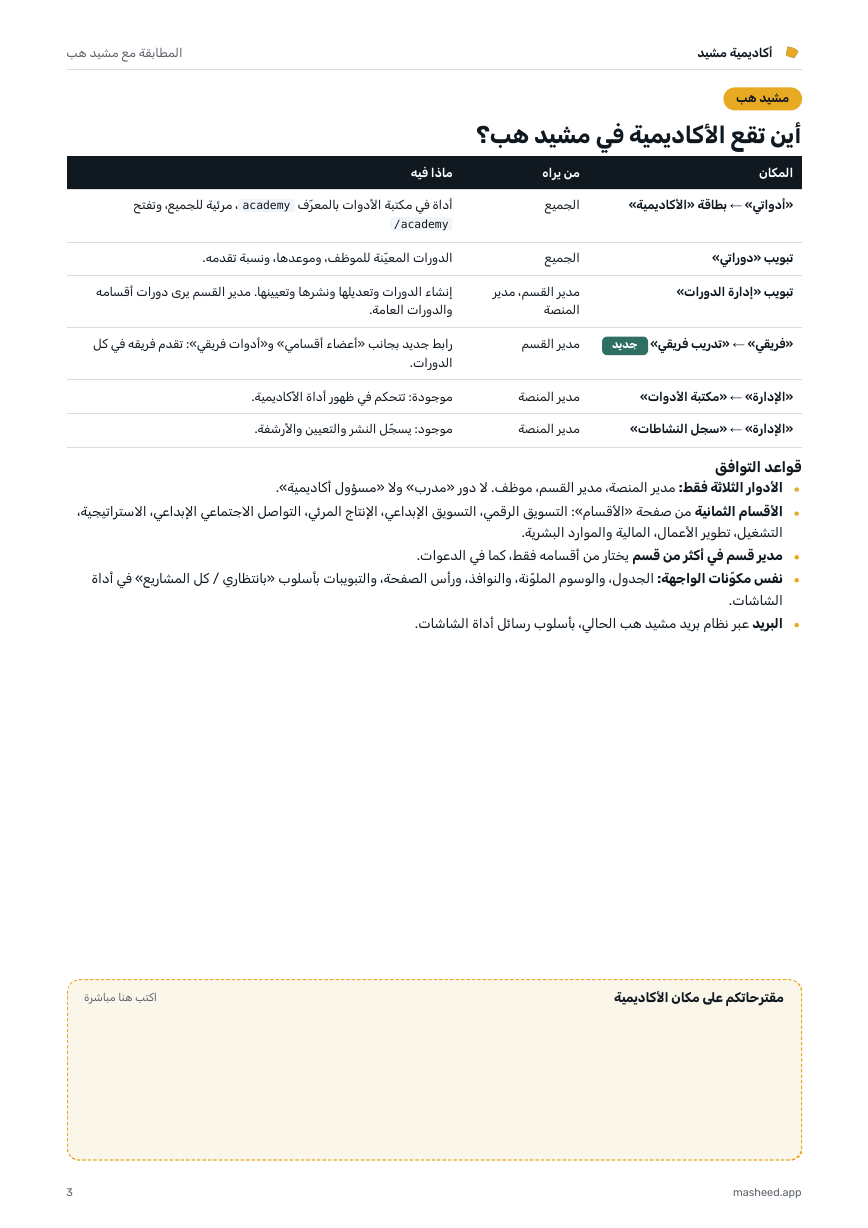 أكاديمية مشيد
المطابقة مع مشيد هب
مشيد هب
أين تقع الأكاديمية في مشيد هب؟
المكان من يراه ماذا فيه
«أدواتي» ← بطاقة «الأكاديمية» الجميع أداة في مكتبة الأدوات بالمعرّف academy، مرئية للجميع، وتفتح
/academy
تبويب «دوراتي» الجميع الدورات المعيّنة للموظف، وموعدها، ونسبة تقدمه.
تبويب «إدارة الدورات» مدير القسم، مدير إنشاء الدورات وتعديلها ونشرها وتعيينها. مدير القسم يرى دورات أقسامه
المنصة والدورات العامة.
«فريقي» ← «تدريب فريقي» جديد مدير القسم رابط جديد بجانب «أعضاء أقسامي» و«أدوات فريقي»: تقدم فريقه في كل
الدورات.
«الإدارة» ← «مكتبة الأدوات» مدير المنصة موجودة: تتحكم في ظهور أداة الأكاديمية.
«الإدارة» ← «سجل النشاطات» مدير المنصة موجود: يسجّل النشر والتعيين والأرشفة.
قواعد التوافق
• الأدوار الثلاثة فقط: مدير المنصة، مدير القسم، موظف. لا دور «مدرب» ولا «مسؤول أكاديمية».
• الأقسام الثمانية من صفحة «الأقسام»: التسويق الرقمي، التسويق الإبداعي، الإنتاج المرئي، التواصل الاجتماعي الإبداعي، الاستراتيجية،
التشغيل، تطوير الأعمال، المالية والموارد البشرية.
• مدير قسم في أكثر من قسم يختار من أقسامه فقط، كما في الدعوات.
• نفس مكوّنات الواجهة: الجدول، والوسوم الملوّنة، والنوافذ، ورأس الصفحة، والتبويبات بأسلوب «بانتظاري / كل المشاريع» في أداة
الشاشات.
• البريد عبر نظام بريد مشيد هب الحالي، بأسلوب رسائل أداة الشاشات.
مقترحاتكم على مكان الأكاديمية
اكتب هنا مباشرة
masheed.app
3